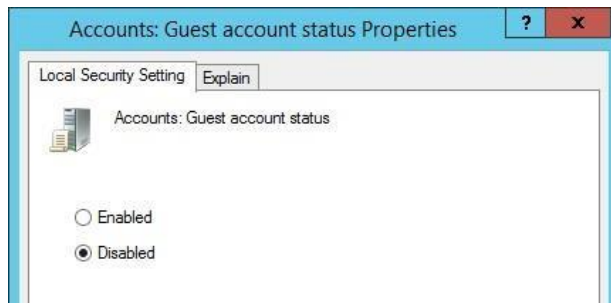 Accounts: Guest account status Properties
? x
Local Security Setting Explain
Accounts: Guest account status
Enabled
Disabled